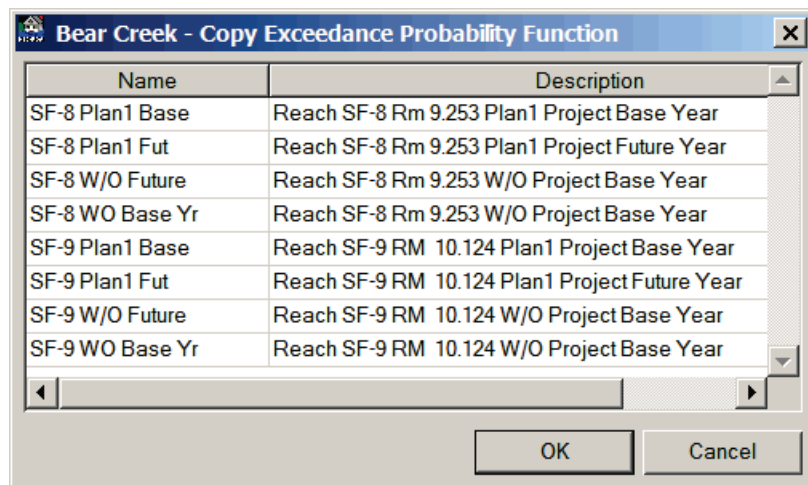 Bear Creek - Copy Exceedance Probability Function
Name Description
SF-8 Plan1 Base Reach SF-8 Rm 9.253 Plan1 Project Base Year
SF-8 Plan1 Fut Reach SF-8 Rm 9.253 Plan1 Project Future Year
SF-8 W/O Future Reach SF-8 Rm 9.253 W/O Project Base Year
SF-8 WO Base Yr Reach SF-8 Rm 9.253 W/O Project Base Year
SF-9 Plan1 Base Reach SF-9 RM  10.124 Plan1 Project Base Year
SF-9 Plan1 Fut Reach SF-9 RM  10.124 Plan1 Project Future Year
SF-9 W/O Future Reach SF-9 RM  10.124 W/O Project Base Year
SF-9 WO Base Yr Reach SF-9 RM  10.124 W/O Project Base Year
OK Cancel